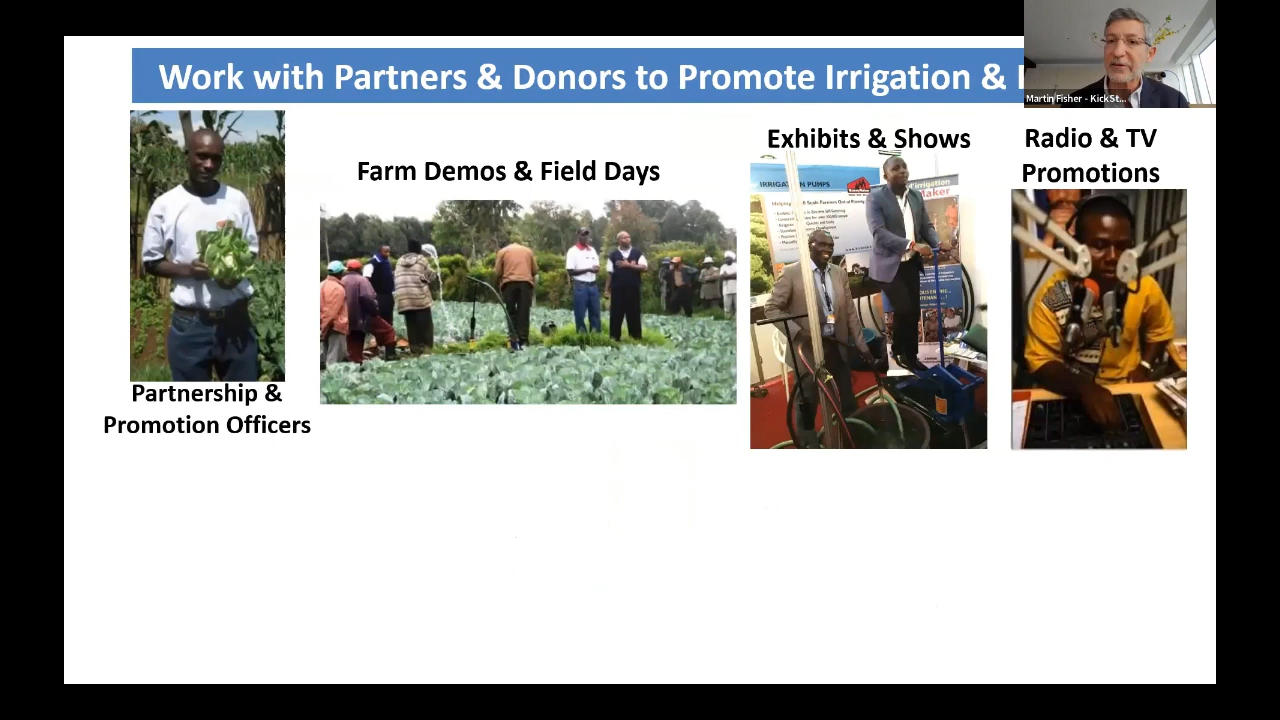 Work with Partners & Donors to Promote Irrigation &
Martin Fisher - KickSt...
Farm Demos & Field Days
Exhibits & Shows
Radio & TV
Promotions
IRRIGATION PUMPS
Partnership &
Promotion Officers